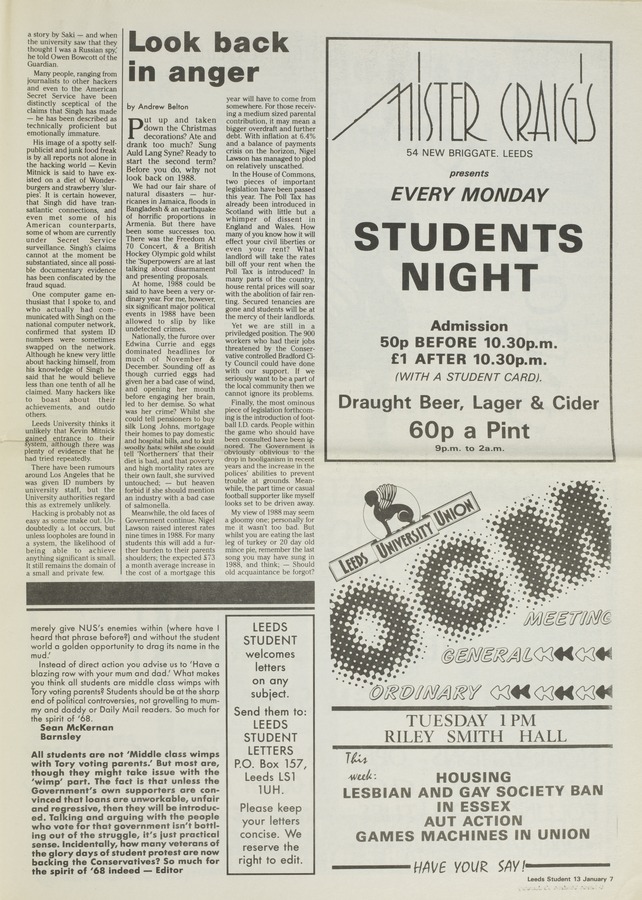 a story by Saki — and when
the university saw that they
thought I was a Russian spy,'
he told Owen Bowcott of the
Guardian.
Many people, ranging from
journalists to other hackers
and even to the American
Secret Service have been
distinctly sceptical of the
claims that Singh has made
— he has been described as
technically proficient but
emotionally immature.
His image of a spotty self-
publicist and junk food freak
is by all reports not alone in
the hacking world — Kevin
Mitnick is said to have ex-
isted on a diet of Wonder-
burgers and strawberry 'slur-
pies'. It is certain however,
that Singh did have tran-
satlantic connections, and
even met some of his
American counterparts,
some of whom are currently
under Secret Service
surveillance. Singh's claims
cannot at the moment be
substantiated, since all possi-
ble documentary evidence
has been confiscated by the
fraud squad.
One computer game en-
thusiast that I spoke to, and
who actually had com-
municated with Singh on the
national computer network,
confirmed that system ID
numbers were sometimes
swapped on the network.
Although he knew very little
about hacking himself, from
his knowledge of Singh he
said that he would believe
less than one tenth of all he
claimed. Many hackers like
to boast about their
achievements, and outdo
others.
Leeds University thinks it
unlikely that Kevin Mitnick
gained entrance to their
system, although there was
plenty of evidence that he
had tried repeatedly.
There have been rumours
around Los Angeles that he
was given ID numbers by
university staff, but the
University authorities regard
this as extremely unlikely.
Hacking is probably not as
easy as some make out. Un-
doubtedly a lot occurs, but
unless loopholes are found in
a system, the likelihood of
being able to achieve
anything significant is small.
It still remains the domain of
a small and private few.
Look back
in anger
by Andrew Belton
Put up and taken
down the Christmas
decorations? Ate and
drank too much? Sung
Auld Lang Syne? Ready to
start the second term?
Before you do, why not
look back on 1988.
We had our fair share of
natural disasters — hur-
ricanes in Jamaica, floods in
Bangladesh & an earthquake
of horrific proportions in
Armenia. But there have
been some successes too.
There was the Freedom At
70 Concert, & a British
Hockey Olympic gold whilst
the 'Superpowers' are at last
talking about disarmament
and presenting proposals.
At home, 1988 could be
said to have been a very or-
dinary year. For me, however,
six significant major political
events in 1988 have been
allowed to slip by like
undetected crimes.
Nationally, the furore over
Edwina Currie and eggs
dominated headlines for
much of November &
December. Sounding off as
though curried eggs had
given her a bad case of wind,
and opening her mouth
before engaging her brain,
led to her demise. So what
was her crime? Whilst she
could tell pensioners to buy
silk Long Johns, mortgage
their homes to pay domestic
and hospital bills, and to knit
woolly hats; whilst she could
tell 'Northerners' that their
diet is bad, and that poverty
and high mortality rates are
their own fault, she survived
untouched; — but heaven
forbid if she should mention
an industry with a bad case
of salmonella.
Meanwhile, the old faces of
Government continue. Nigel
Lawson raised interest rates
nine times in 1988. For many
students this will add a fur-
ther burden to their parents
shoulders; the expected £73
a month average increase in
the cost of a mortgage this
year will have to come from
somewhere. For those receiv-
ing a medium sized parental
contribution, it may mean a
bigger overdraft and further
debt. With inflation at 6.4%
and a balance of payments
crisis on the horizon, Nigel
Lawson has managed to plod
on relatively unscathed.
In the House of Commons,
two pieces of important
legislation have been passed
this year. The Poll Tax has
already been introduced in
Scotland with little but a
whimper of dissent in
England and Wales. How
many of you know how it will
effect your civil liberties or
even your rent? What
landlord will take the rates
bill off your rent when the
Poll Tax is introduced? In
many parts of the country,
house rental prices will soar
with the abolition of fair ren-
ting. Secured tenancies are
gone and students will be at
the mercy of their landlords.
Yet we are still in a
priviledged position. The 900
workers who had their jobs
threatened by the Conser-
vative controlled Bradford Ci-
ty Council could have done
with our support. If we
seriously want to be a part of
the local community then we
cannot ignore its problems.
Finally, the most ominous
piece of legislation forthcom-
ing is the introduction of foot-
ball I.D. cards. People within
the game who should have
been consulted have been ig-
nored. The Government is
obviously oblivious to the
drop in hooliganism in recent
years and the increase in the
polices' abilities to prevent
trouble at grounds. Mean-
while, the part time or casual
football supporter like myself
looks set to be driven away.
My view of 1988 may seem
a gloomy one; personally for
me it wasn't too bad. But
whilst you are eating the last
leg of turkey or 20 day old
mince pie, remember the last
song you may have sung in
1988, and think; — Should
old acquaintance be forgot?
MISTER CRAIG'S
54 NEW BRIGGATE. LEEDS
presents
EVERY MONDAY
STUDENTS
NIGHT
Admission
50p BEFORE 10.30p.m.
£1 AFTER 10.30p.m.
(WITH A STUDENT CARD).
Draught Beer, Lager & Cider
60p a Pint
9p.m. to 2a.m.
merely give NUS's enemies within (where have I
heard that phrase before?) and without the student
world a golden opportunity to drag its name in the
mud.'
Instead of direct action you advise us to 'Have a
blazing row with your mum and dad.' What makes
you think all students are middle class wimps with
Tory voting parents? Students should be at the sharp
end of political controversies, not grovelling to mum-
my and daddy or Daily Mail readers. So much for
the spirit of '68.
Sean McKernan
Barnsley
All students are not 'Middle class wimps
with Tory voting parents.' But most are,
though they might take issue with the
'wimp' part. The fact is that unless the
Government's own supporters are con-
vinced that loans are unworkable, unfair
and regressive, then they will be introduc-
ed. Talking and arguing with the people
who vote for that government isn't bottl-
ing out of the struggle, it's just practical
sense. Incidentally, how many veterans of
the glory days of student protest are now
backing the Conservatives? So much for
the spirit of '68 indeed — Editor
LEEDS
STUDENT
welcomes
letters
on any
subject.
Send them to:
LEEDS
STUDENT
LETTERS
P.O. Box 157,
Leeds LS1
1UH.
Please keep
your letters
concise. We
reserve the
right to edit.
LEEDS UNIVERSITY UNION
OGM
MEETING
GENERAL
ORDINARY
TUESDAY 1 PM
RILEY SMITH HALL
This
week:
HOUSING
LESBIAN AND GAY SOCIETY BAN
IN ESSEX
AUT ACTION
GAMES MACHINES IN UNION
HAVE YOUR SAY!
Leeds Student 13 January 7